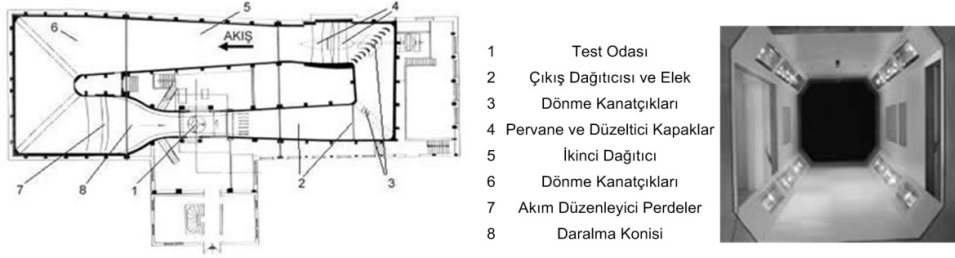 5
4
6
AKIŞ
7
8
1
2
3
1 Test Odası
2 Çıkış Dağıtıcısı ve Elek
3 Dönme Kanatçıkları
4 Pervane ve Düzeltici Kapaklar
5 İkinci Dağıtıcı
6 Dönme Kanatçıkları
7 Akım Düzenleyici Perdeler
8 Daralma Konisi